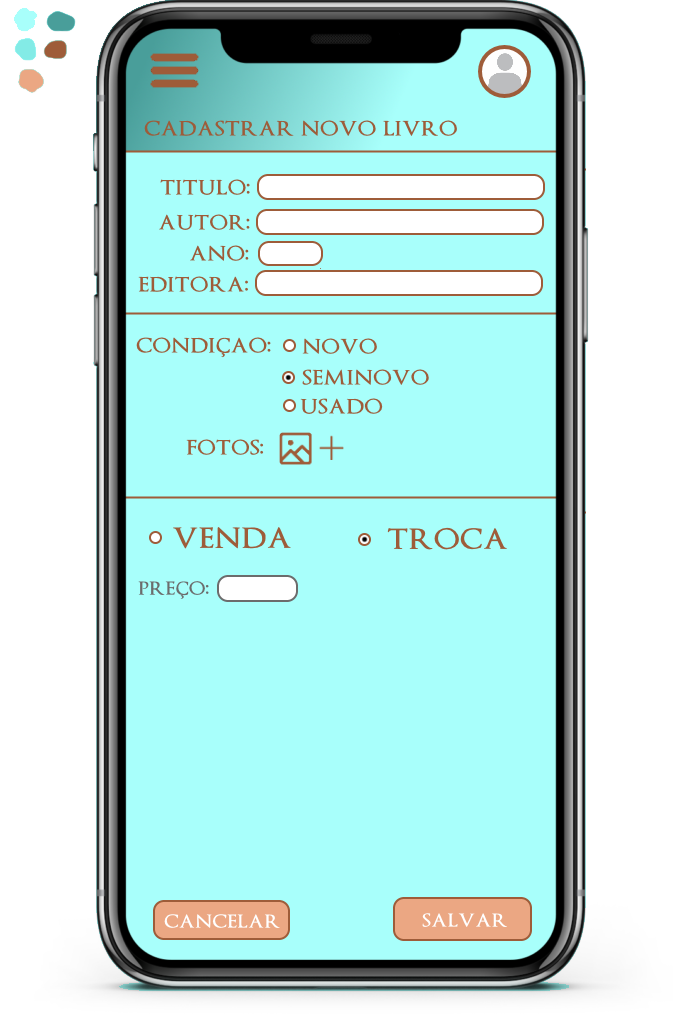 CADASTRAR NOVO LIVRO
TITULO:
AUTOR:
ANO:
EDITORA:
CONDIÇAO: NOVO
SEMINOVO
USADO
FOTOS:
VENDA TROCA
PREÇO:
CANCELAR SALVAR